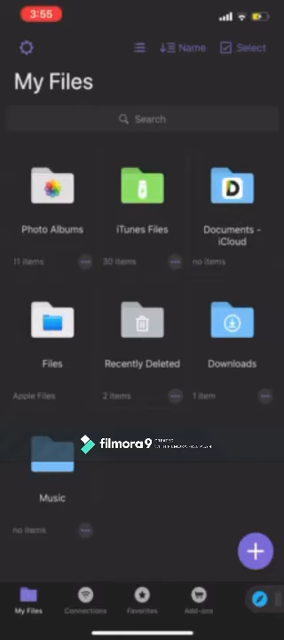 3:55
Name
Select
My Files
Search
Photo Albums
iTunes Files
Documents -
iCloud
11 items
30 items
no items
Files
Recently Deleted
Downloads
Apple Files
2 items
1 item
filmora9
Music
no items
My Files
Connections
Favorites
Add-ons